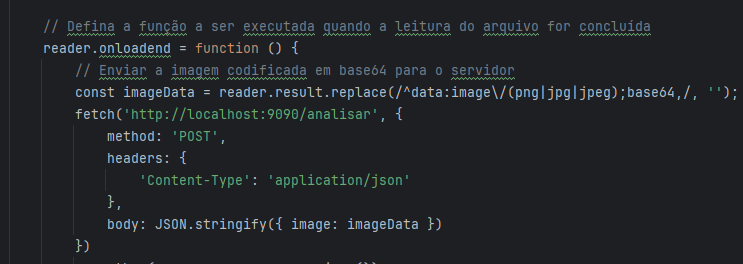 // Defina a função a ser executada quando a leitura do arquivo for concluída
reader.onloadend = function () {
// Enviar a imagem codificada em base64 para o servidor
const imageData = reader.result.replace(/^data:image\/(png|jpg|jpeg);base64,/, '');
fetch('http://localhost:9090/analisar', {
method: 'POST',
headers: {
'Content-Type': 'application/json'
},
body: JSON.stringify({ image: imageData })
})